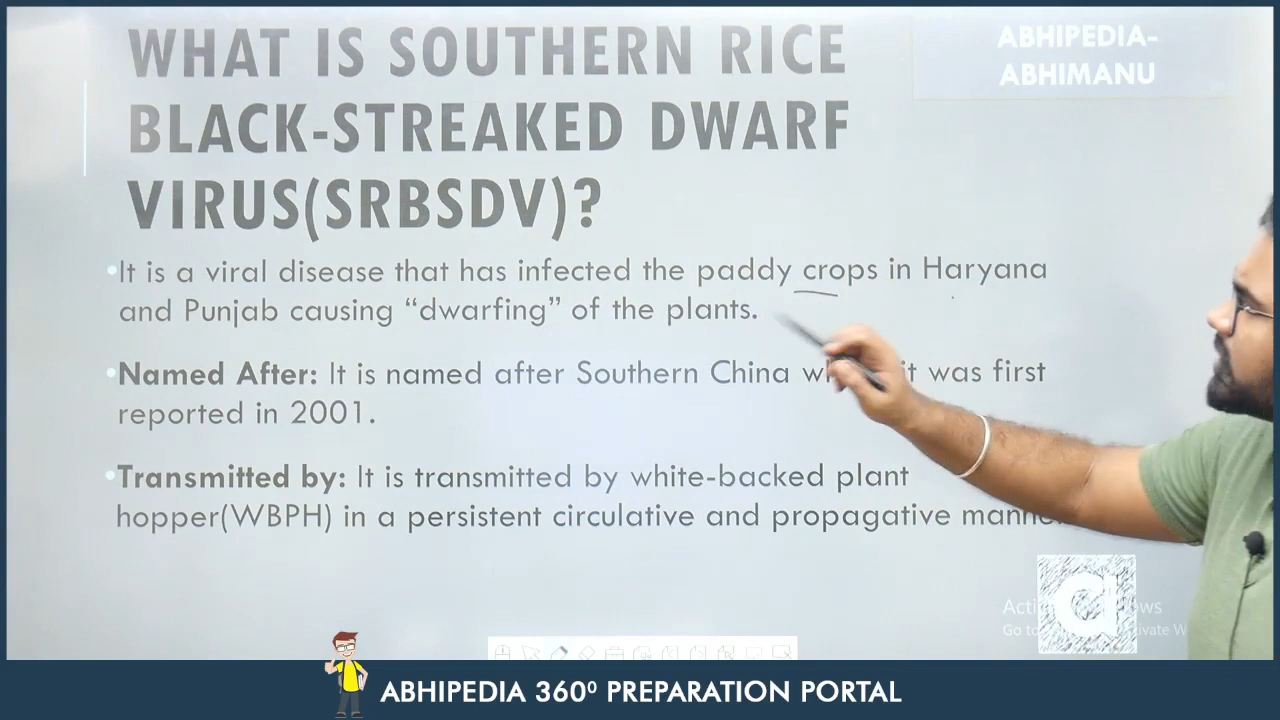 WHAT IS SOUTHERN RICE
BLACK-STREAKED DWARF
VIRUS(SRBSDV)?
ABHIPEDIA-
ABHIMANU
•It is a viral disease that has infected the paddy crops in Haryana
and Punjab causing “dwarfing” of the plants.
•Named After: It is named after Southern China it was first
reported in 2001.
•Transmitted by: It is transmitted by white-backed plant
hopper(WBPH) in a persistent circulative and propagative
a
ABHIPEDIA 360⁰ PREPARATION PORTAL